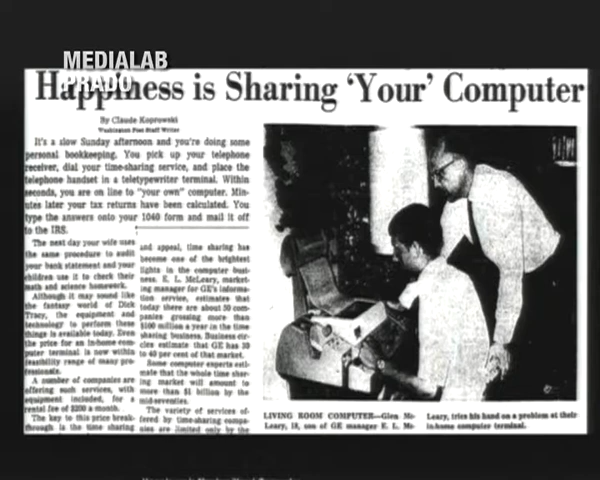 MEDIALAB
PRADO
Happiness is Sharing 'Your' Computer
By Claude Koprowski
Washington Post Staff Writer
It's a slow Sunday afternoon and you're doing some
personal bookkeeping. You pick up your telephone
receiver, dial your time-sharing service, and place the
telephone handset in a teletypewriter terminal. Within
seconds, you are on line to "your own" computer. Min-
utes later your tax returns have been calculated. You
type the answers onto your 1040 form and mail it off
to the IRS.
The next day your wife uses
the same procedure to audit
your bank statement and your
children use it to check their
math and science homework.
Although it may sound like
the fantasy world of Dick
Tracy, the equipment and
technology to perform these
things is available today. Even
the price for an in-home com-
puter terminal is now within
feasibility range of many pro-
fessionals.
A number of companies are
offering such services, with
equipment included, for a
rental fee of $200 a month.
The key to this price break-
through is the time sharing
and appeal, time sharing has
become one of the brightest
lights in the computer busi-
ness. E. L. McLeary, market-
ing manager for GE's informa-
tion service, estimates that
today there are about 50 com-
panies grossing more than
$100 million a year in the time
sharing business. Business cir-
cles estimate that GE has 30
to 40 per cent of that market.
Some computer experts esti-
mate that the whole time shar-
ing market will amount to
more than $1 billion by the
mid-seventies.
The variety of services of-
fered by time-sharing compa-
nies are limited only by the
LIVING ROOM COMPUTER—Glen Mc-
Leary, 18, son of GE manager E. L. Mc-
Leary, tries his hand on a problem at their
in-home computer terminal.